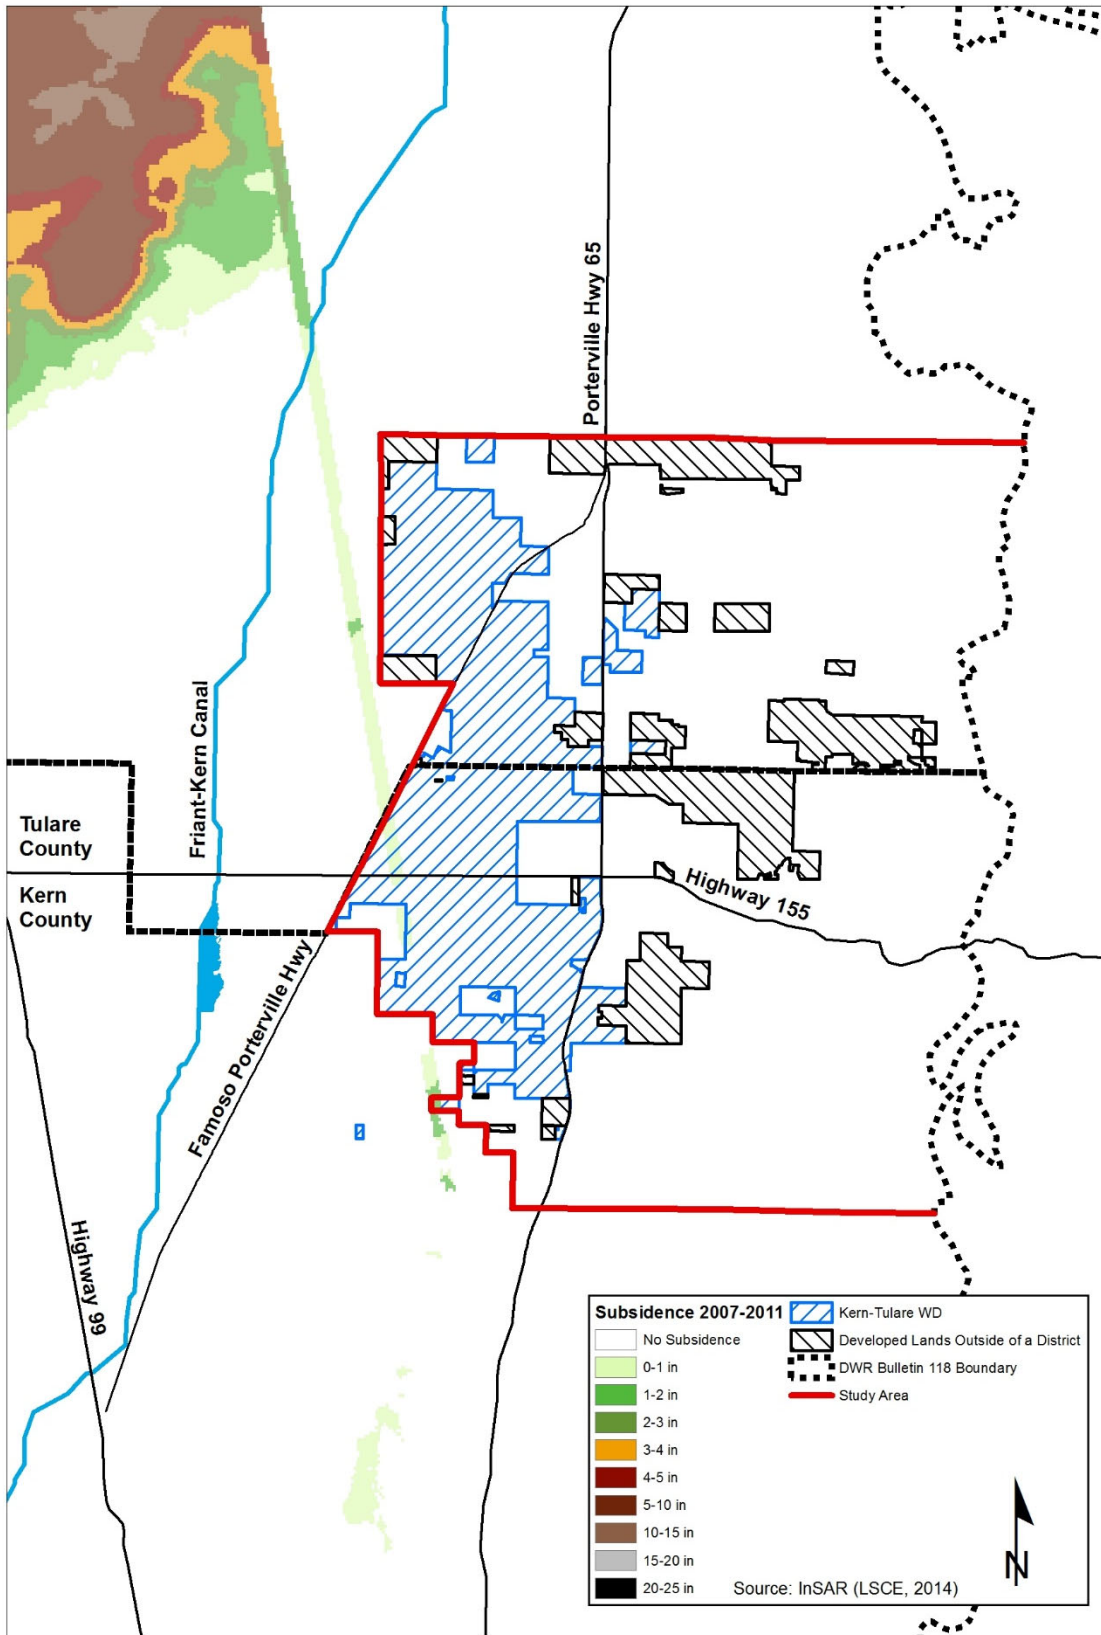 Porterville Hwy 65
Friant-Kern Canal
Tulare
County
Kern
County
Highway 155
Famoso Porterville Hwy
Highway 99
Subsidence 2007-2011
No Subsidence
0-1 in
1-2 in
2-3 in
3-4 in
4-5 in
5-10 in
10-15 in
15-20 in
20-25 in
Kern-Tulare WD
Developed Lands Outside of a District
DWR Bulletin 118 Boundary
Study Area
N
Source: InSAR (LSCE, 2014)